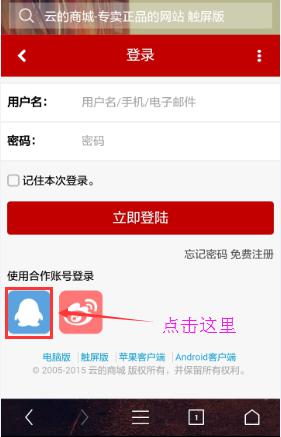 云的商城·专卖正品的网站 触屏版
登录
用户名： 用户名/手机/电子邮件
密码： 密码
记住本次登录。
立即登陆
忘记密码 免费注册
使用合作账号登录
点击这里
电脑版 触屏版 苹果客户端 Android客户端
© 2005-2015 云的商城 版权所有，并保留所有权利。
1